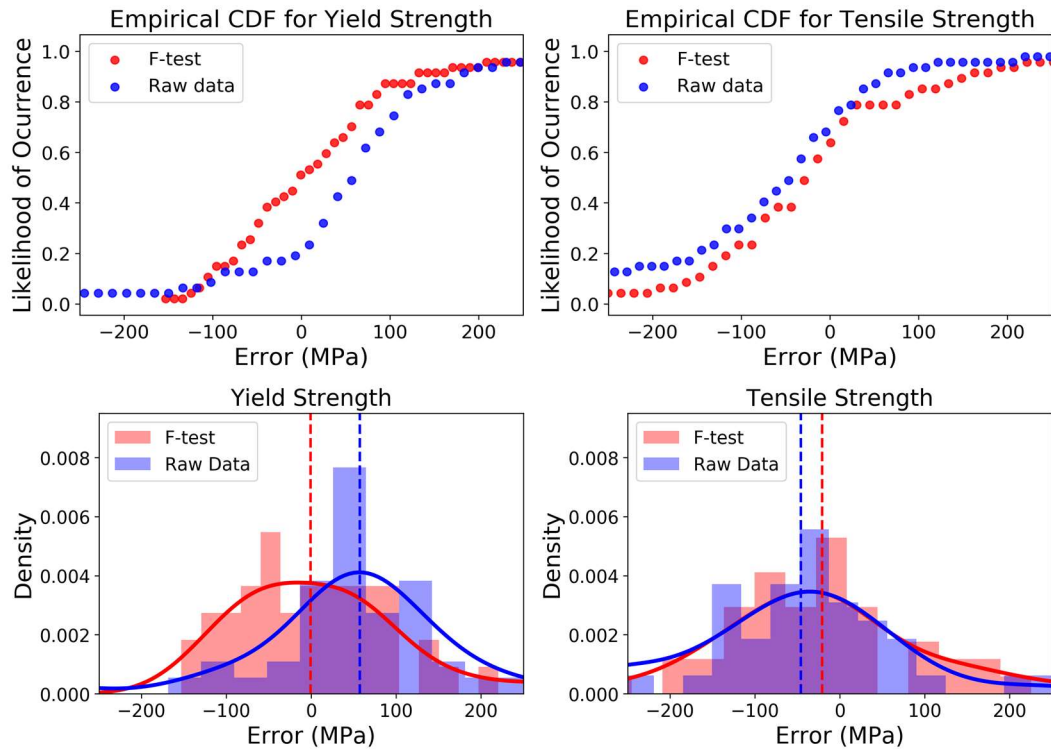 Empirical CDF for Yield Strength
1.0
0.8
0.6
0.4
0.2
0.0
Likelihood of Ocurrence
F-test
Raw data
−200 −100 0 100 200
Error (MPa)
Empirical CDF for Tensile Strength
1.0
0.8
0.6
0.4
0.2
0.0
Likelihood of Ocurrence
F-test
Raw data
−200 −100 0 100 200
Error (MPa)
Yield Strength
0.008
0.006
0.004
0.002
0.000
Density
F-test
Raw Data
−200 −100 0 100 200
Error (MPa)
Tensile Strength
0.008
0.006
0.004
0.002
0.000
Density
F-test
Raw Data
−200 −100 0 100 200
Error (MPa)